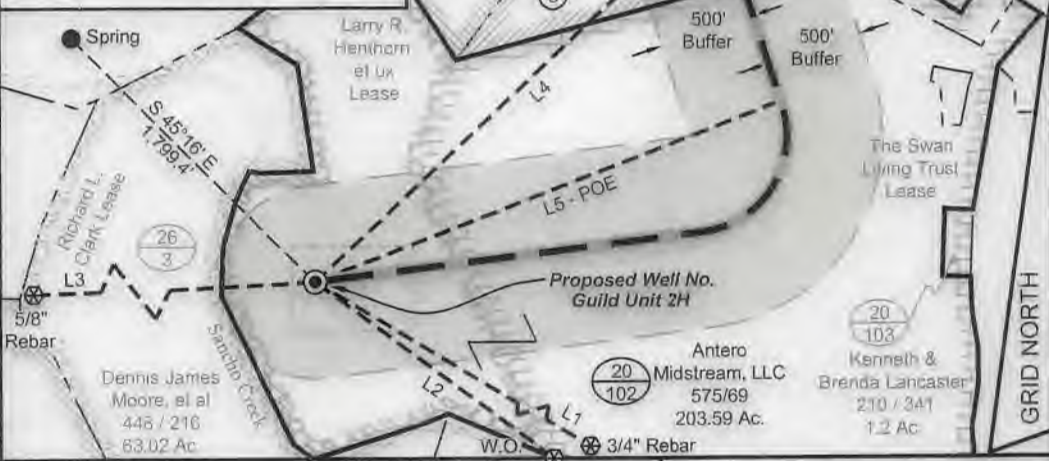 Spring
S 45°16' E
1,799.4'
Larry R.
Henthorn
et ux
Lease
L4
500'
Buffer
500'
Buffer
The Swan
Living Trust
Lease
L5 - POE
Richard L.
Clark Lease
26
3
L3
5/8"
Rebar
Sancho Creek
Proposed Well No.
Guild Unit 2H
Dennis James
Moore, et al
446 / 216
63.02 Ac
L2
L1
W.O.
3/4" Rebar
20
102
Antero
Midstream, LLC
575/69
203.59 Ac.
20
103
Kenneth &
Brenda Lancaster
210 / 341
1.2 Ac
GRID NORTH